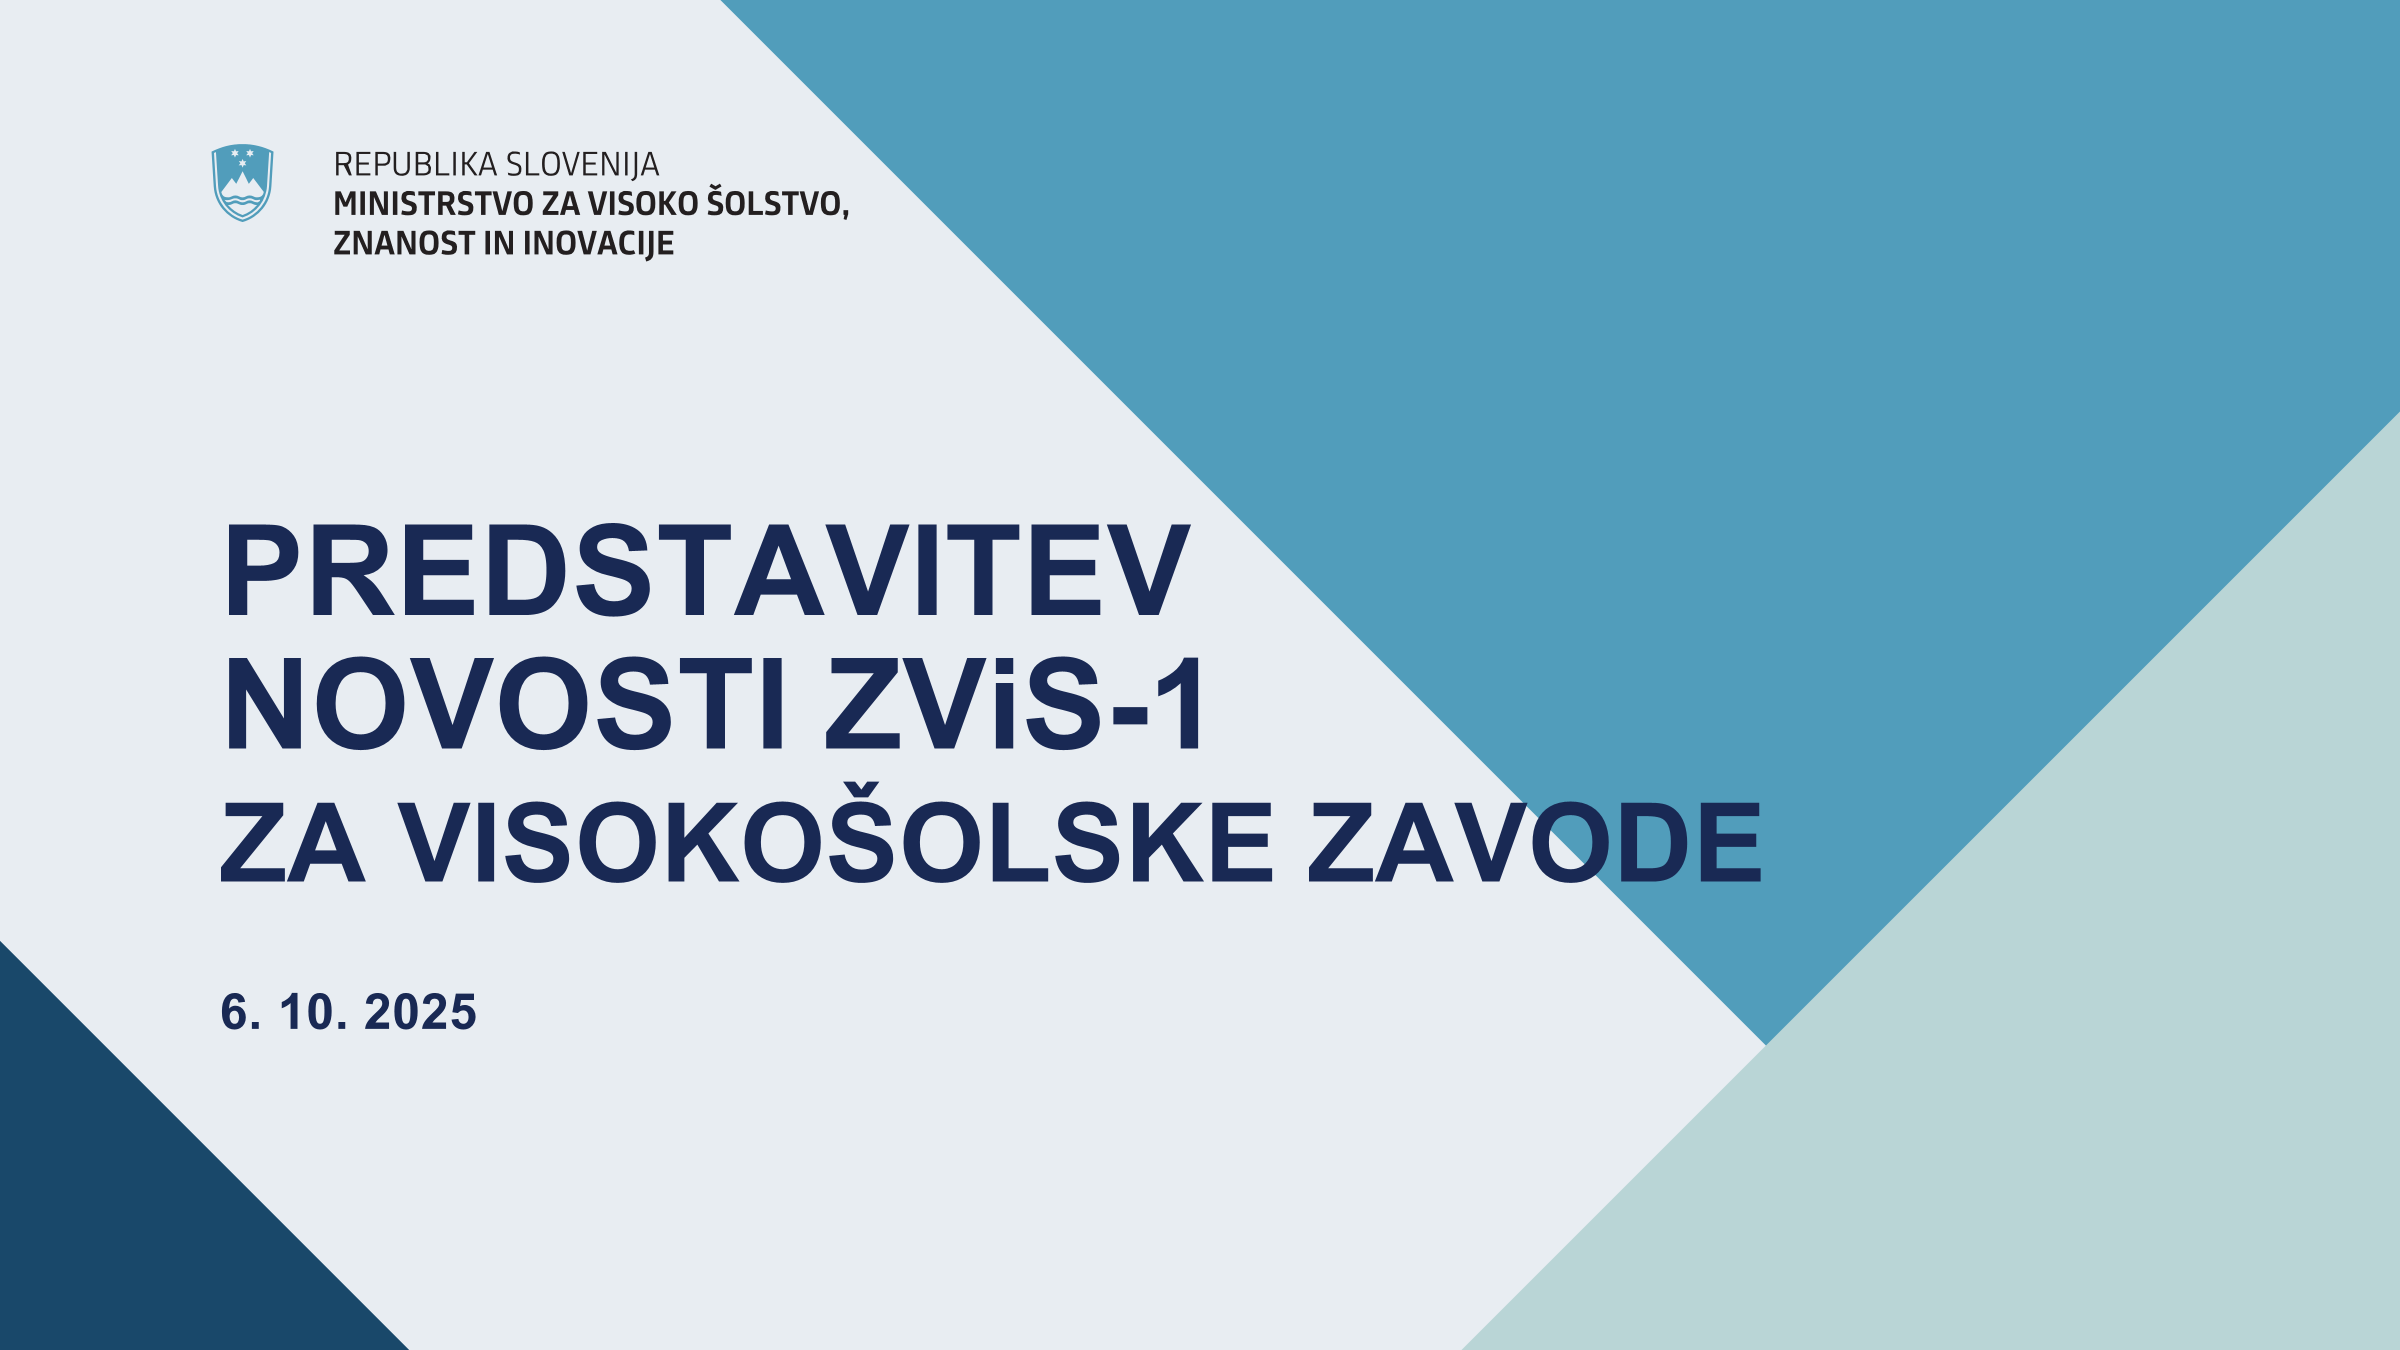 REPUBLIKA SLOVENIJA
MINISTRSTVO ZA VISOKO ŠOLSTVO,
ZNANOST IN INOVACIJE
PREDSTAVITEV
NOVOSTI ZViS-1
ZA VISOKOŠOLSKE ZAVODE
6. 10. 2025